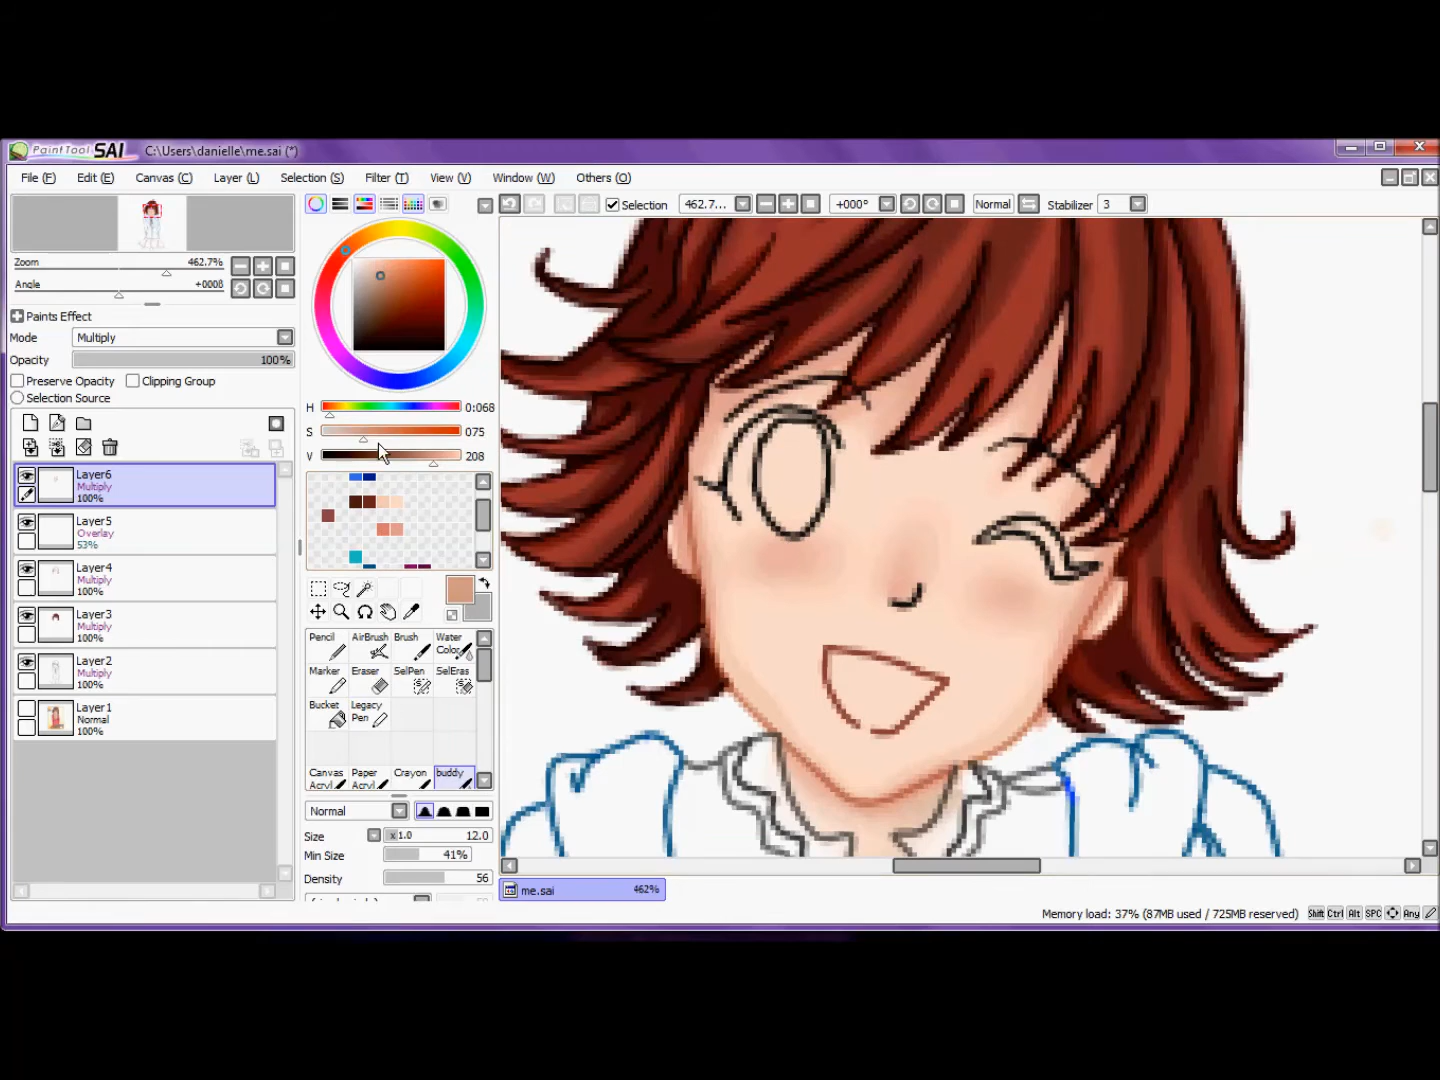 PaintTool SAI C:\Users\danielle\me.sai (*)
File (F) Edit (E) Canvas (C) Layer (L) Selection (S) Filter (T) View (V) Window (W) Others (O)
Selection 462.7... +000° Normal Stabilizer 3
Zoom 462.7%
Angle +000ß
Paints Effect
Mode Multiply
Opacity 100%
Preserve Opacity Clipping Group
Selection Source
Layer6
Multiply
100%
Layer5
Overlay
53%
Layer4
Multiply
100%
Layer3
Multiply
100%
Layer2
Multiply
100%
Layer1
Normal
100%
H 0:068
S 075
V 208
Pencil AirBrush Brush Water Color
Marker Eraser SelPen SelEras
Bucket Legacy Pen
Canvas Acryl Paper Acryl Crayon buddy
Normal
Size x1.0 12.0
Min Size 41%
Density 56
me.sai 462%
Memory load: 37% (87MB used / 725MB reserved) Shift Ctrl Alt SPC Any